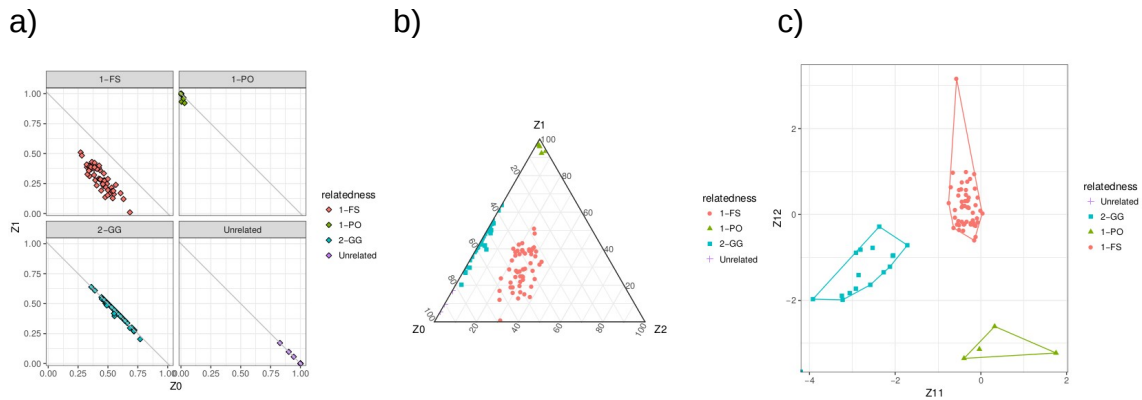 a)
b)
c)
1−FS
1−PO
2−GG
Unrelated
1.00
0.75
0.50
0.25
0.00
1.00
0.75
0.50
0.25
0.00
0.00 0.25 0.50 0.75 1.00
0.00 0.25 0.50 0.75 1.00
Z1
Z0
relatedness
1−FS
1−PO
2−GG
Unrelated
Z1
100
20
40
60
80
100
80
60
40
20
Z0
20
40
60
80
100
Z2
relatedness
1−FS
1−PO
2−GG
Unrelated
Z12
2
0
−2
−4
−2
0
2
Z11
relatedness
Unrelated
2−GG
1−PO
1−FS